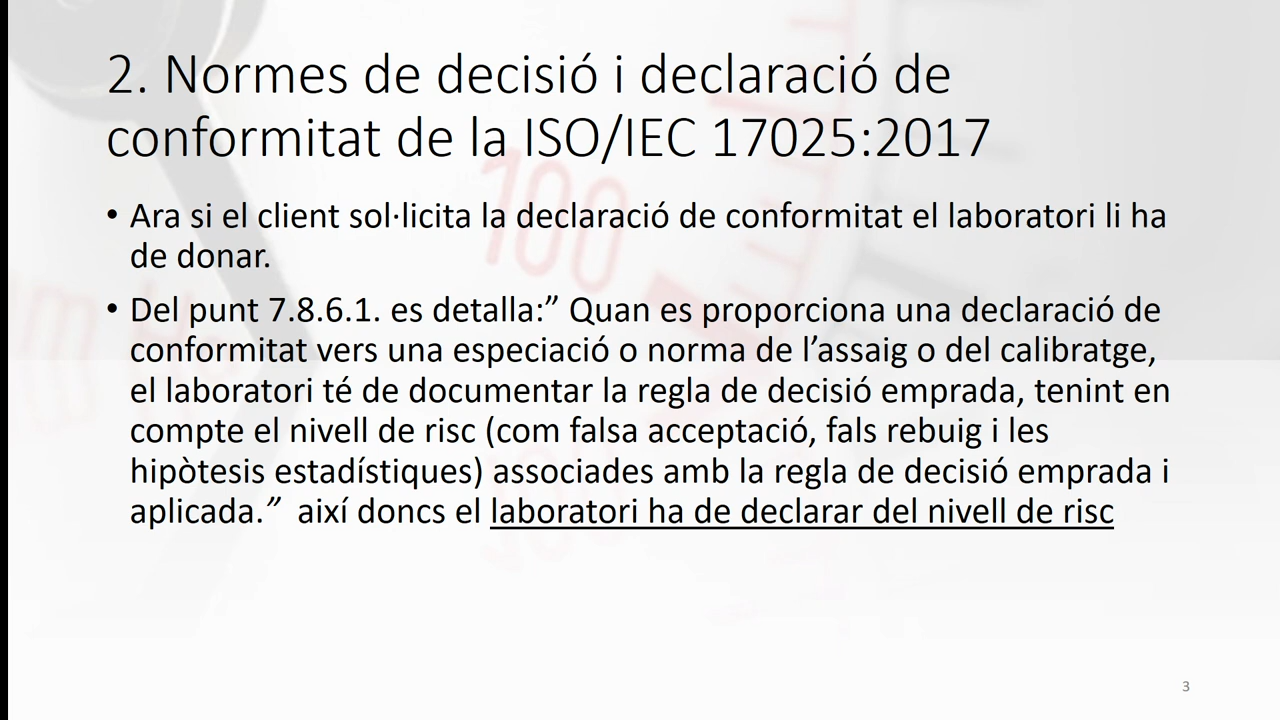 2. Normes de decisió i declaració de
conformitat de la ISO/IEC 17025:2017
• Ara si el client sol·licita la declaració de conformitat el laboratori li ha
de donar.
• Del punt 7.8.6.1. es detalla:” Quan es proporciona una declaració de
conformitat vers una especiació o norma de l’assaig o del calibratge,
el laboratori té de documentar la regla de decisió emprada, tenint en
compte el nivell de risc (com falsa acceptació, fals rebuig i les
hipòtesis estadístiques) associades amb la regla de decisió emprada i
aplicada.” així doncs el laboratori ha de declarar del nivell de risc
100
mm Hg
100
3